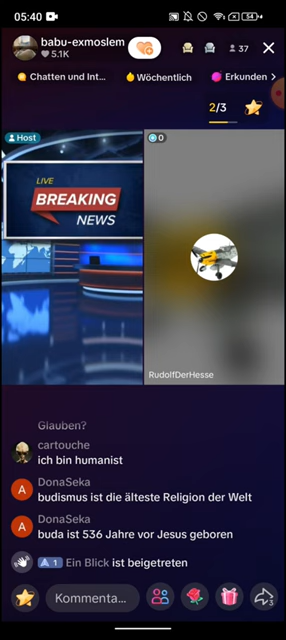 05:40
54
babu-exmoslem
5.1K
37
Chatten und Int...
Wöchentlich
Erkunden
2/3
Host
0
LIVE
BREAKING
NEWS
RudolfDerHesse
Glauben?
cartouche
ich bin humanist
A
DonaSeka
budismus ist die älteste Religion der Welt
A
DonaSeka
buda ist 536 Jahre vor Jesus geboren
1 Ein Blick ist beigetreten
Kommenta...
3